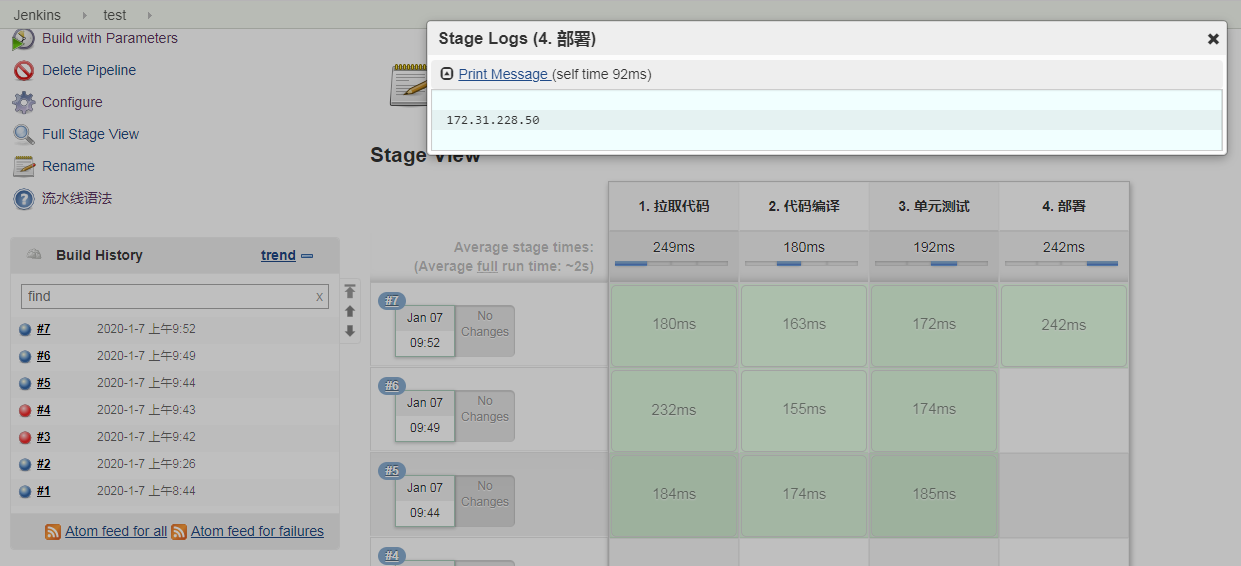 Jenkins
test
Build with Parameters
Delete Pipeline
Configure
Full Stage View
Rename
流水线语法
Build History
trend
find
x
#7 2020-1-7 上午9:52
#6 2020-1-7 上午9:49
#5 2020-1-7 上午9:44
#4 2020-1-7 上午9:43
#3 2020-1-7 上午9:42
#2 2020-1-7 上午9:26
#1 2020-1-7 上午8:44
Atom feed for all Atom feed for failures
Stage Logs (4. 部署)
Print Message (self time 92ms)
172.31.228.50
Stage View
1. 拉取代码 2. 代码编译 3. 单元测试 4. 部署
Average stage times:
(Average full run time: ~2s)
249ms 180ms 192ms 242ms
#7
Jan 07
09:52
No
Changes
180ms 163ms 172ms 242ms
#6
Jan 07
09:49
No
Changes
232ms 155ms 174ms
#5
Jan 07
09:44
No
Changes
184ms 174ms 185ms
#4